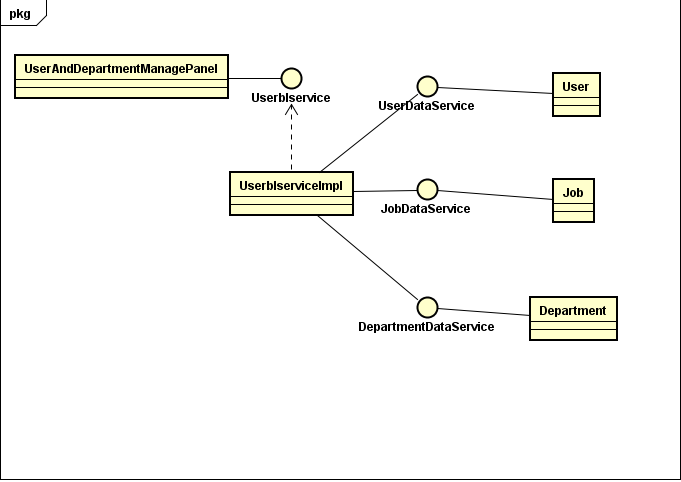 pkg
UserAndDepartmentManagePanel
Userblservice
UserDataService
User
UserblserviceImpl
JobDataService
Job
DepartmentDataService
Department